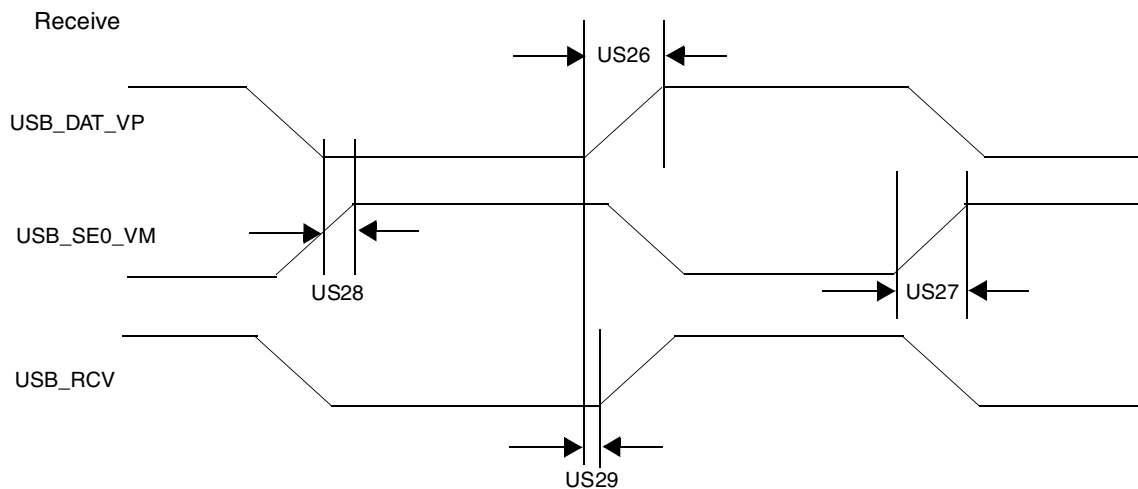 Receive
US26
USB_DAT_VP
USB_SE0_VM
US28
US27
USB_RCV
US29